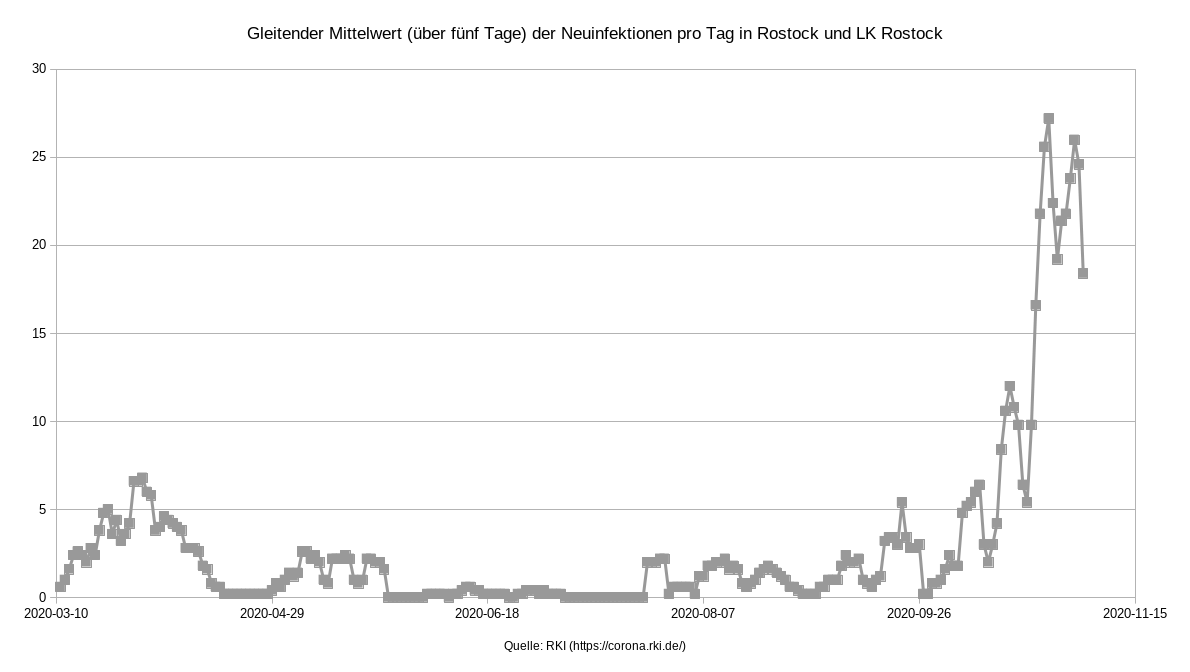 Gleitender Mittelwert (über fünf Tage) der Neuinfektionen pro Tag in Rostock und LK Rostock
30
25
20
15
10
5
0
2020-03-10 2020-04-29 2020-06-18 2020-08-07 2020-09-26 2020-11-15
Quelle: RKI (https://corona.rki.de/)